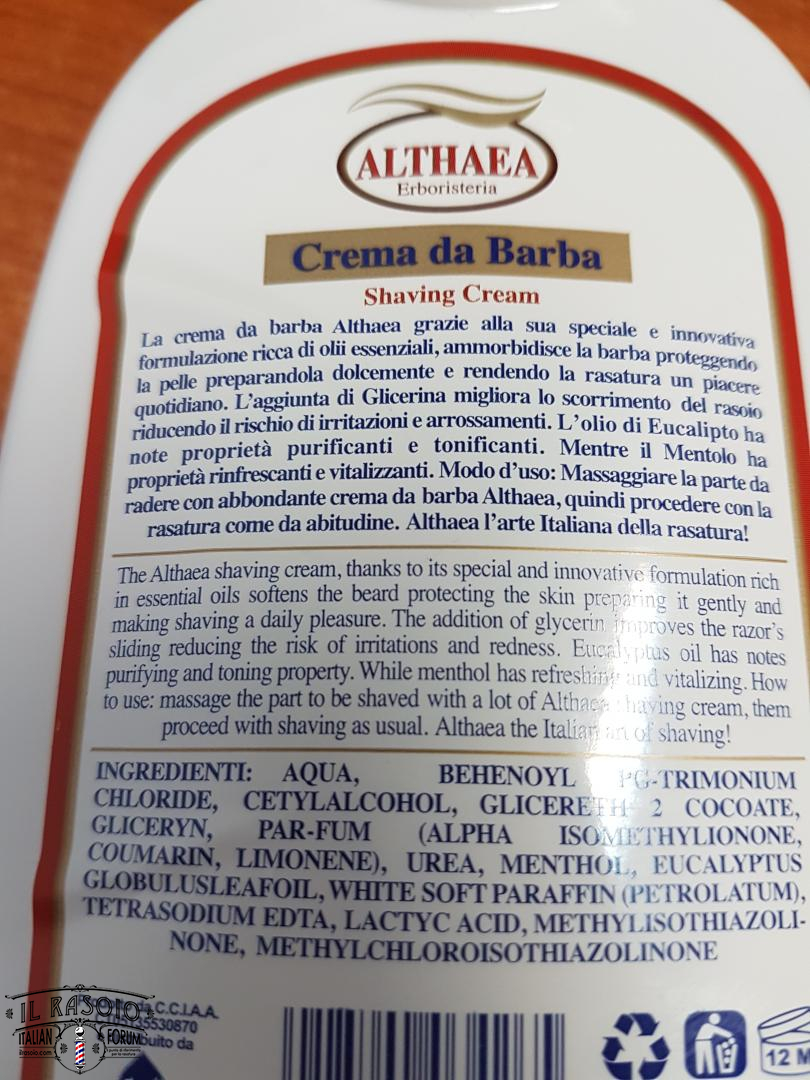 ALTHAEA
Erboristeria
Crema da Barba
Shaving Cream
La crema da barba Althaea grazie alla sua speciale e innovativa
formulazione ricca di olii essenziali, ammorbidisce la barba proteggendo
la pelle preparandola dolcemente e rendendo la rasatura un piacere
quotidiano. L'aggiunta di Glicerina migliora lo scorrimento del rasoio
riducendo il rischio di irritazioni e arrossamenti. L'olio di Eucalipto ha
note proprietà purificanti e tonificanti. Mentre il Mentolo ha
proprietà rinfrescanti e vitalizzanti. Modo d'uso: Massaggiare la parte da
radere con abbondante crema da barba Althaea, quindi procedere con la
rasatura come da abitudine. Althaea l'arte Italiana della rasatura!
The Althaea shaving cream, thanks to its special and innovative formulation rich
in essential oils softens the beard protecting the skin preparing it gently and
making shaving a daily pleasure. The addition of glycerin improves the razor's
sliding reducing the risk of irritations and redness. Eucalyptus oil has notes
purifying and toning property. While menthol has refreshing and vitalizing. How
to use: massage the part to be shaved with a lot of Althaea shaving cream, them
proceed with shaving as usual. Althaea the Italian art of shaving!
INGREDIENTI: AQUA, BEHENOYL PG-TRIMONIUM
CHLORIDE, CETYLALCOHOL, GLICERETH 2 COCOATE,
GLICERYN, PAR-FUM (ALPHA ISOMETHYLIONONE,
COUMARIN, LIMONENE), UREA, MENTHOL, EUCALYPTUS
GLOBULUSLEAFOIL, WHITE SOFT PARAFFIN (PETROLATUM),
TETRASODIUM EDTA, LACTYC ACID, METHYLISOTHIAZOLI-
NONE, METHYLCHLOROISOTHIAZOLINONE
C.C.I.A.A.
IL RASOIO
ITALIAN FORUM
ilrasoio.com
12 M